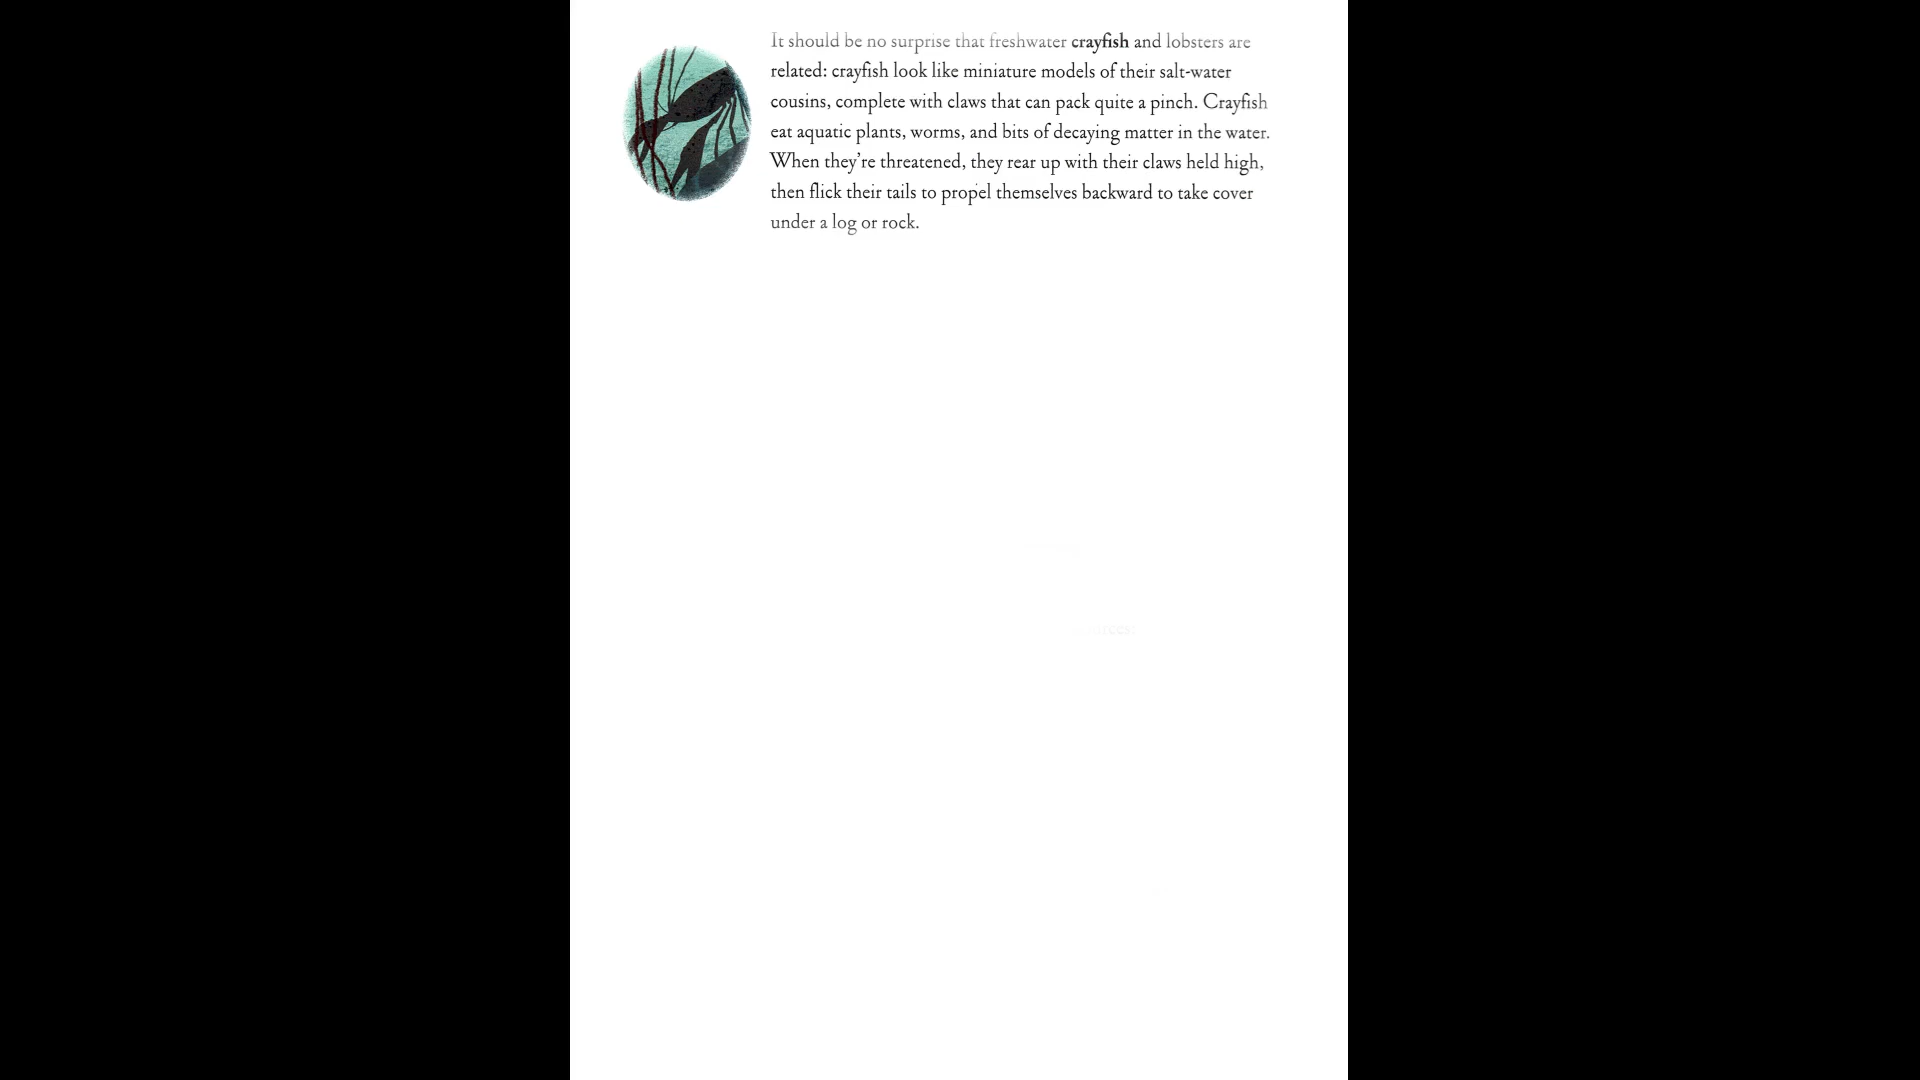 It should be no surprise that freshwater crayfish and lobsters are
related: crayfish look like miniature models of their salt-water
cousins, complete with claws that can pack quite a pinch. Crayfish
eat aquatic plants, worms, and bits of decaying matter in the water.
When they’re threatened, they rear up with their claws held high,
then flick their tails to propel themselves backward to take cover
under a log or rock.